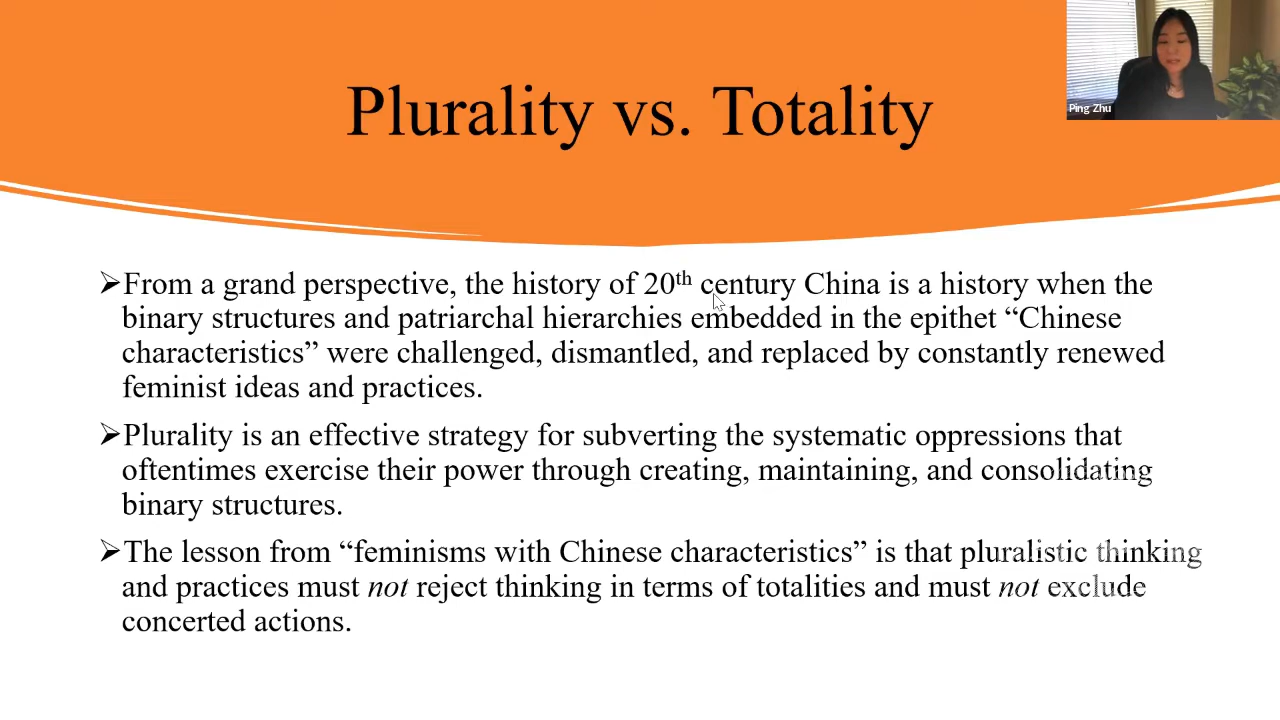 Plurality vs. Totality
Ping Zhu
➢From a grand perspective, the history of 20th century China is a history when the
binary structures and patriarchal hierarchies embedded in the epithet “Chinese
characteristics” were challenged, dismantled, and replaced by constantly renewed
feminist ideas and practices.
➢Plurality is an effective strategy for subverting the systematic oppressions that
oftentimes exercise their power through creating, maintaining, and consolidating
binary structures.
➢The lesson from “feminisms with Chinese characteristics” is that pluralistic thinking
and practices must not reject thinking in terms of totalities and must not exclude
concerted actions.